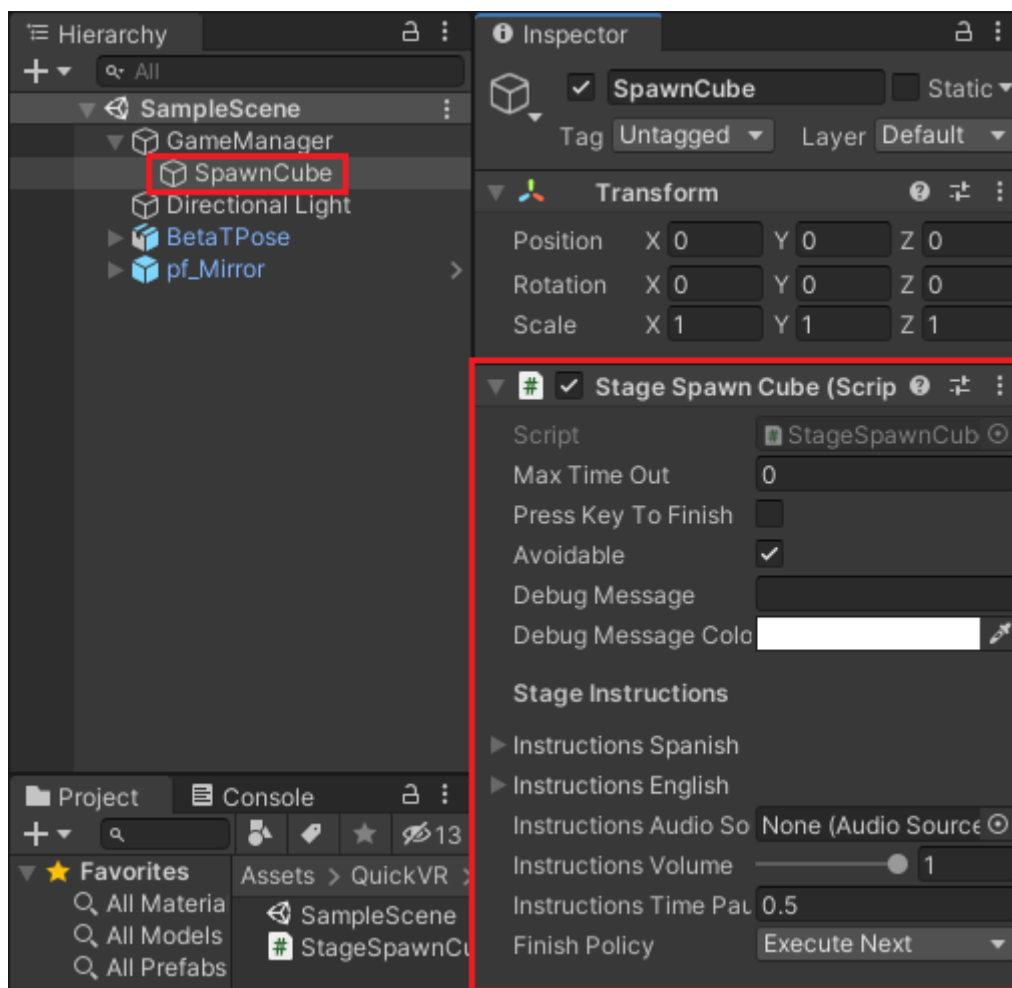 Hierarchy
All
SampleScene
GameManager
SpawnCube
Directional Light
BetaTPose
pf_Mirror
Project
Console
13
Favorites
All Materia
All Models
All Prefabs
Assets > QuickVR >
SampleScene
StageSpawnCu
Inspector
SpawnCube
Static
Tag Untagged Layer Default
Transform
Position X 0 Y 0 Z 0
Rotation X 0 Y 0 Z 0
Scale X 1 Y 1 Z 1
# Stage Spawn Cube (Scrip
Script StageSpawnCub
Max Time Out 0
Press Key To Finish
Avoidable
Debug Message
Debug Message Colo
Stage Instructions
Instructions Spanish
Instructions English
Instructions Audio So None (Audio Source
Instructions Volume 1
Instructions Time Pau 0.5
Finish Policy Execute Next